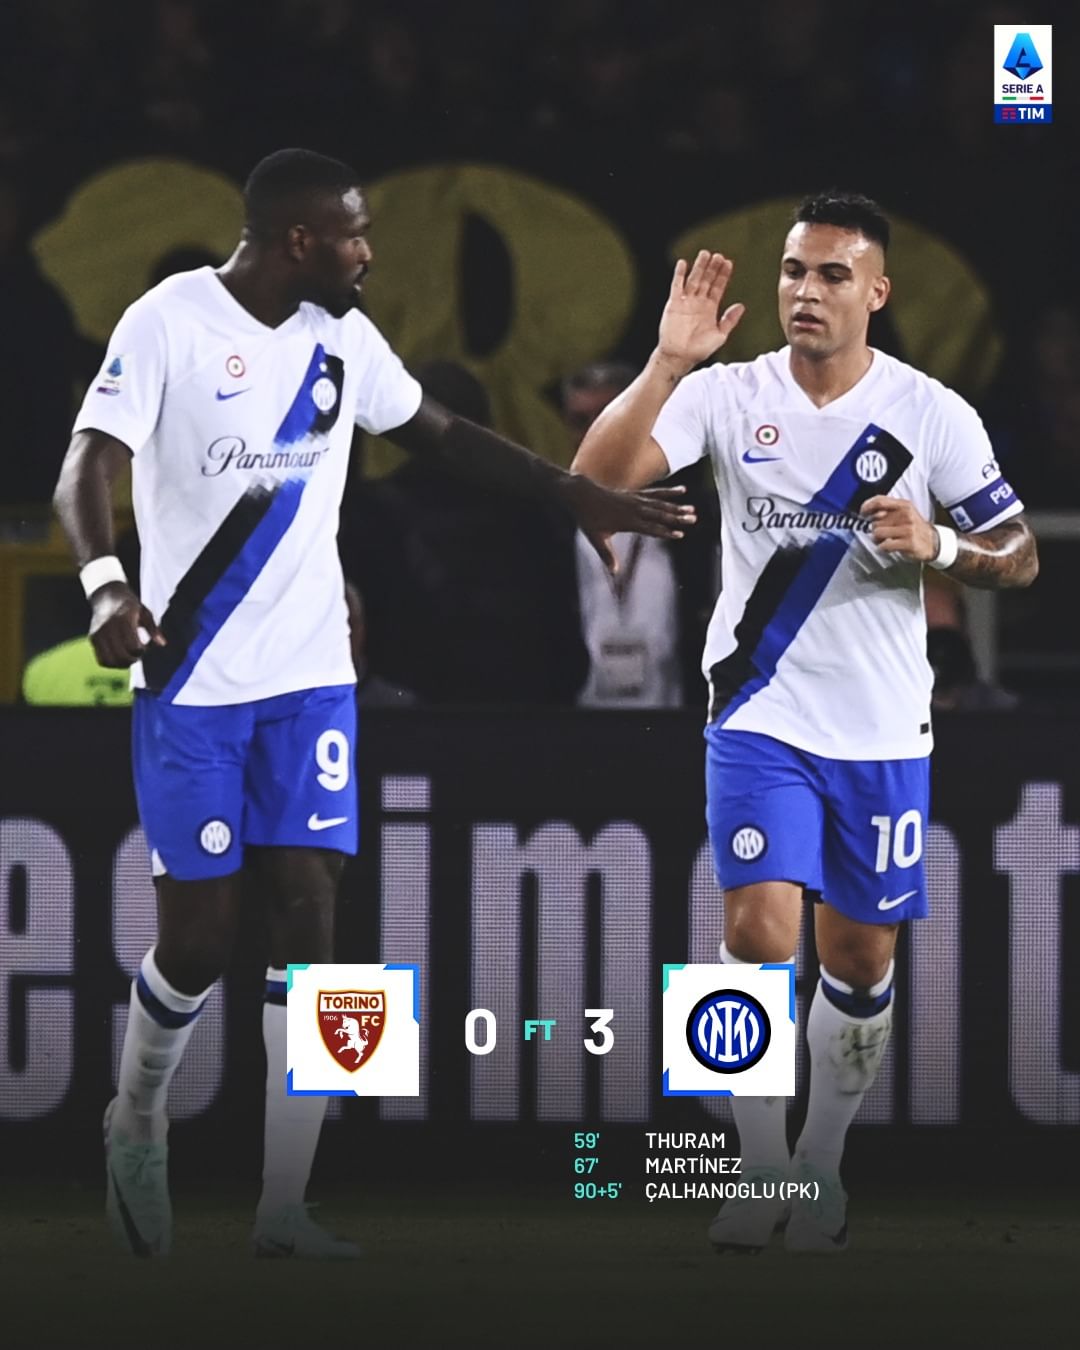 SERIE A
TIM
Paramount
Paramount
9
10
esiment
TORINO
1906 FC
0 FT 3
59' THURAM
67' MARTÍNEZ
90+5' ÇALHANOGLU (PK)